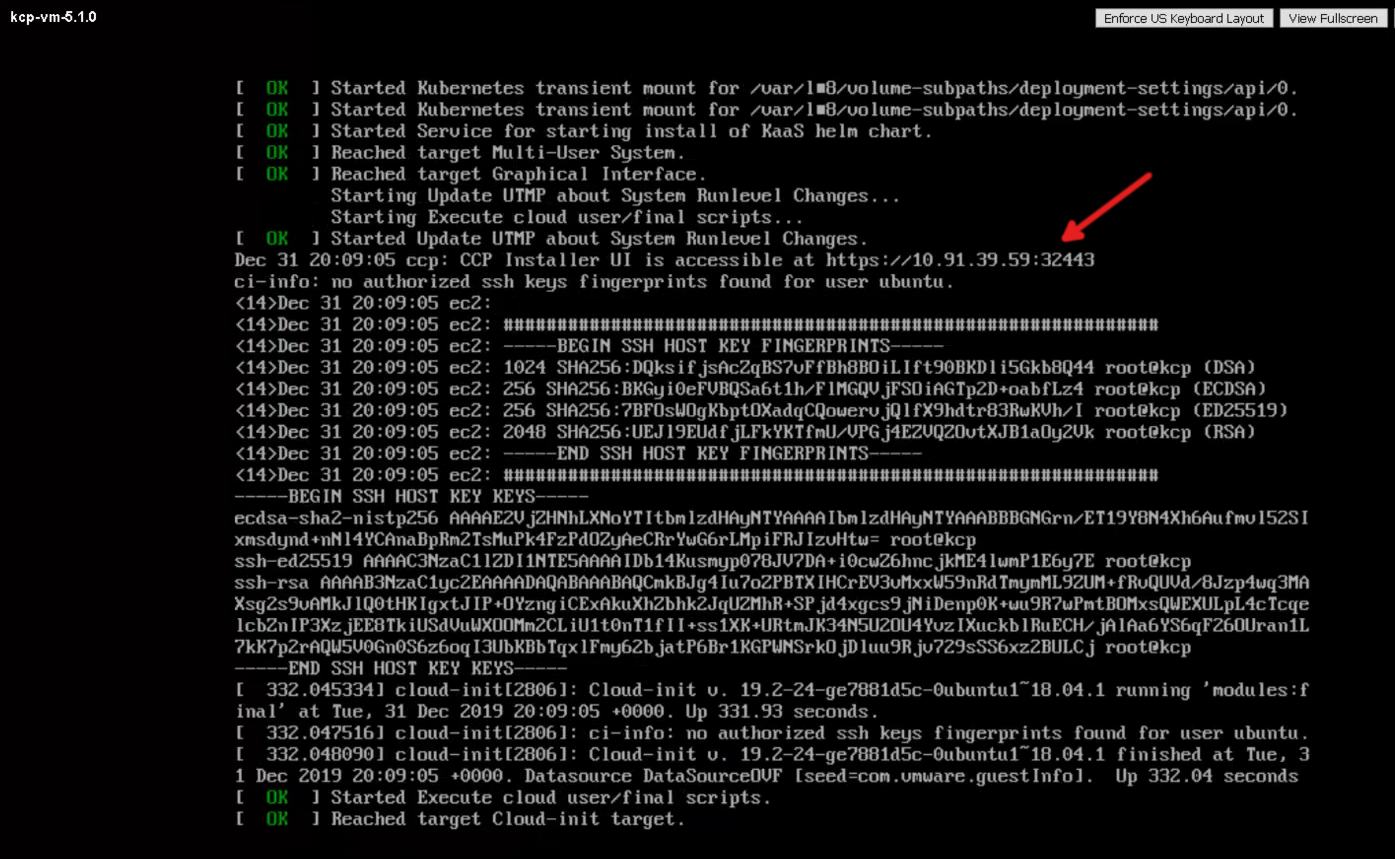 kcp-vm-5.1.0
Enforce US Keyboard Layout
View Fullscreen
[  OK  ] Started Kubernetes transient mount for /var/l■8/volume-subpaths/deployment-settings/api/0.
[  OK  ] Started Kubernetes transient mount for /var/l■8/volume-subpaths/deployment-settings/api/0.
[  OK  ] Started Service for starting install of KaaS helm chart.
[  OK  ] Reached target Multi-User System.
[  OK  ] Reached target Graphical Interface.
Starting Update UTMP about System Runlevel Changes...
Starting Execute cloud user/final scripts...
[  OK  ] Started Update UTMP about System Runlevel Changes.
Dec 31 20:09:05 ccp: CCP Installer UI is accessible at https://10.91.39.59:32443
ci-info: no authorized ssh keys fingerprints found for user ubuntu.
<14>Dec 31 20:09:05 ec2:
<14>Dec 31 20:09:05 ec2: #############################################################
<14>Dec 31 20:09:05 ec2: -----BEGIN SSH HOST KEY FINGERPRINTS-----
<14>Dec 31 20:09:05 ec2: 1024 SHA256:DQksifjsAcZqBS7vFfBh8BOiLIft90BKDli5Gkb8Q44 root@kcp (DSA)
<14>Dec 31 20:09:05 ec2: 256 SHA256:BKGyi0eFVBQSa6t1h/FlMGQVjFSOiAGTp2D+oabfLz4 root@kcp (ECDSA)
<14>Dec 31 20:09:05 ec2: 256 SHA256:7BFOsWOgKbptOXadqCQowervjQlfX9hdtr83RwKVh/I root@kcp (ED25519)
<14>Dec 31 20:09:05 ec2: 2048 SHA256:UEJl9EUdfjLFkYKTfmU/VPGj4EZVQZOvtXJB1aOy2Vk root@kcp (RSA)
<14>Dec 31 20:09:05 ec2: -----END SSH HOST KEY FINGERPRINTS-----
<14>Dec 31 20:09:05 ec2: #############################################################
-----BEGIN SSH HOST KEY KEYS-----
ecdsa-sha2-nistp256 AAAAE2VjZHNhLXNoYTItbmlzdHAyNTYAAAAIbmlzdHAyNTYAAABBBGNGrn/ET19Y8N4Xh6Aufmvl52SI
xmsdynd+nNl4YCAnaBpRm2TsMuPk4FzPdOZyAeCRrYwG6rLMpiFRJIzvHtw= root@kcp
ssh-ed25519 AAAAC3NzaC1lZDI1NTE5AAAAIDb14Kusmyp078JV7DA+i0cwZ6hncjkME4lwmP1E6y7E root@kcp
ssh-rsa AAAAB3NzaC1yc2EAAAADAQABAAABAQCmkBJg4Iu7oZPBTXIHCrEV3vMxxW59nRdTmymML9ZUM+fRvQUVd/8Jzp4wq3MA
Xsg2s9vAMkJlQ0tHKIgxtJIP+OYzngiCExAkuXhZbhk2JqUZMhR+SPjd4xgcs9jNiDenp0K+wu9R7wPmtBOMxsQWEXULpL4cTcqe
lcbZnIP3XzjEE8TkiUSdVuWXOOMm2CLiU1t0nT1fII+ss1XK+URtmJK34N5U2OU4YvzIXuckblRuECH/jAlAa6YS6qF26OUran1L
7kK7p2rAQW5V0Gn0S6z6oqI3UbKBbTqxlFmy62bjatP6Br1KGPWNSrkOjDluu9Rjv729sSS6xz2BULCj root@kcp
-----END SSH HOST KEY KEYS-----
[  332.045334] cloud-init[2806]: Cloud-init v. 19.2-24-ge7881d5c-0ubuntu1~18.04.1 running 'modules:f
inal' at Tue, 31 Dec 2019 20:09:05 +0000. Up 331.93 seconds.
[  332.047516] cloud-init[2806]: ci-info: no authorized ssh keys fingerprints found for user ubuntu.
[  332.048090] cloud-init[2806]: Cloud-init v. 19.2-24-ge7881d5c-0ubuntu1~18.04.1 finished at Tue, 3
1 Dec 2019 20:09:05 +0000. Datasource DataSourceOVF [seed=com.vmware.guestInfo].  Up 332.04 seconds
[  OK  ] Started Execute cloud user/final scripts.
[  OK  ] Reached target Cloud-init target.